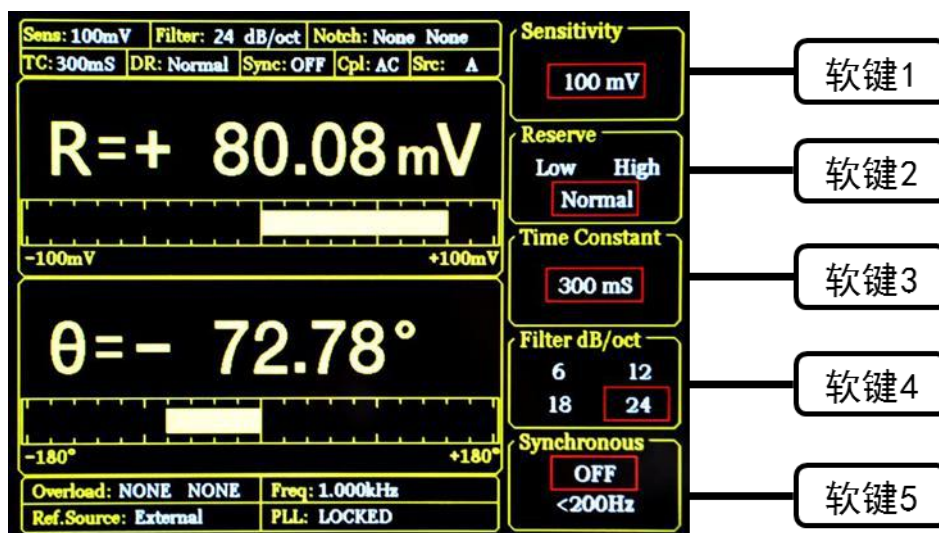 Sens: 100mV Filter: 24 dB/oct Notch: None None
TC: 300mS DR: Normal Sync: OFF Cpl: AC Src: A
R=+ 80.08 mV
-100mV +100mV
θ=- 72.78°
-180° +180°
Overload: NONE NONE Freq: 1.000kHz
Ref.Source: External PLL: LOCKED
Sensitivity
100 mV
Reserve
Low High
Normal
Time Constant
300 mS
Filter dB/oct
6 12
18 24
Synchronous
OFF
<200Hz
软键1
软键2
软键3
软键4
软键5